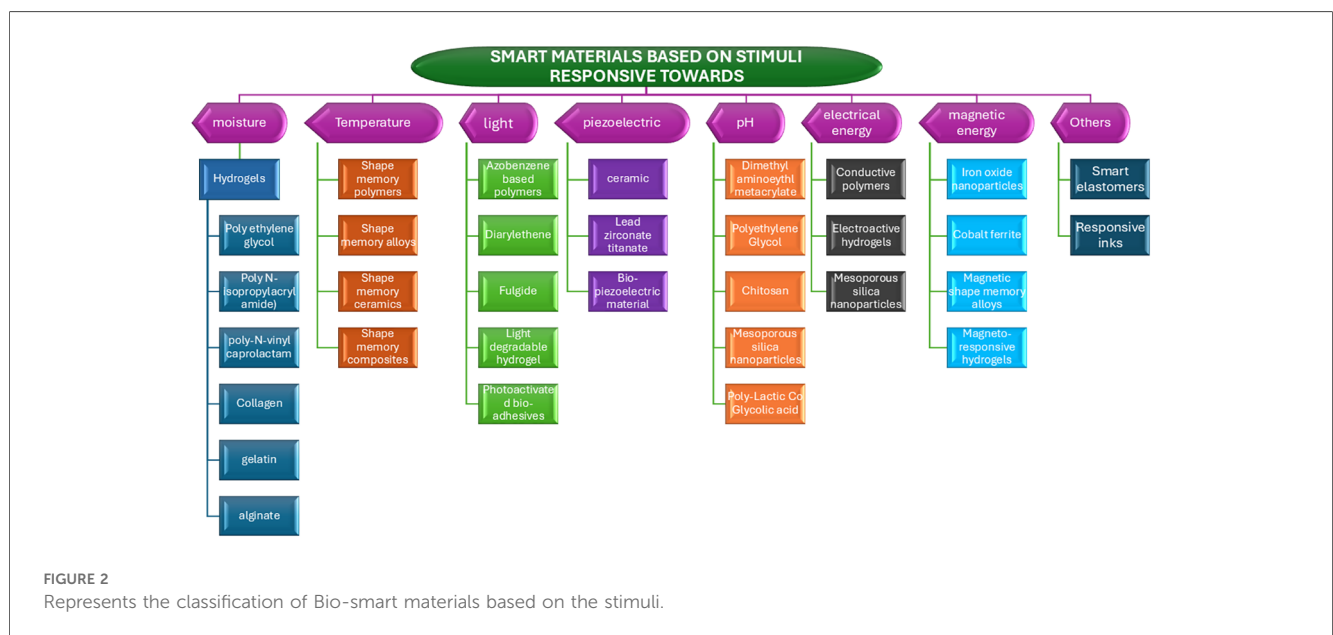 SMART MATERIALS BASED ON STIMULI
RESPONSIVE TOWARDS
moisture
Temperature
light
piezoelectric
pH
electrical
energy
magnetic
energy
Others
Hydrogels
Poly ethylene
glycol
Poly N-
isopropylacryl
amide)
poly-N-vinyl
caprolactam
Collagen
gelatin
alginate
Shape
memory
polymers
Shape
memory alloys
Shape
memory
ceramics
Shape
memory
composites
Azobenzene
based
polymers
Diarylethene
Fulgide
Light
degradable
hydrogel
Photoactivate
d bio-
adhesives
ceramic
Lead
zirconate
titanate
Bio-
piezoelectric
material
Dimethyl
aminoeythl
metacrylate
Polyethylene
Glycol
Chitosan
Mesoporous
silica
nanoparticles
Poly-Lactic Co
Glycolic acid
Conductive
polymers
Electroactive
hydrogels
Mesoporous
silica
nanoparticles
Iron oxide
nanoparticles
Cobalt ferrite
Magnetic
shape memory
alloys
Magneto-
responsive
hydrogels
Smart
elastomers
Responsive
inks
FIGURE 2
Represents the classification of Bio-smart materials based on the stimuli.